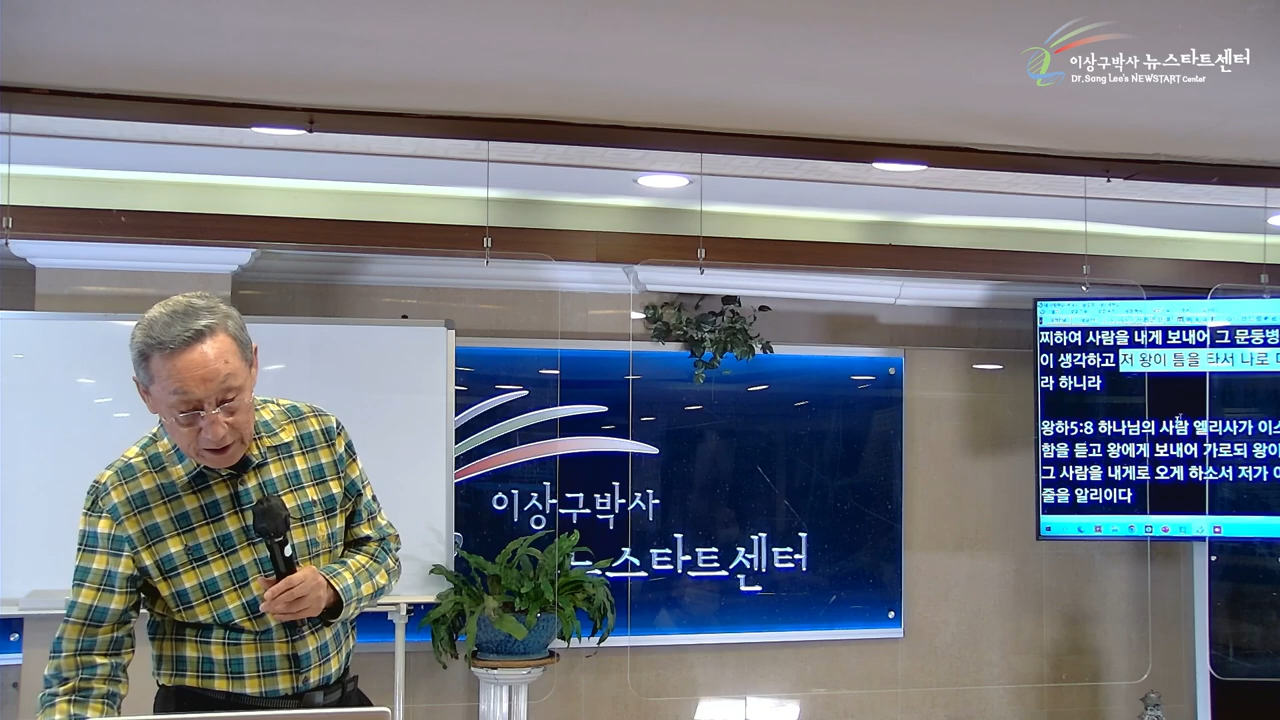 이상구박사 뉴스타트센터
Dr. Sang Lee's NEWSTART Center
이상구박사
뉴스타트센터
찌하여 사람을 내게 보내어 그 문둥병
이 생각하고 저 왕이 틈을 타서 나로 더
라 하니라
왕하5:8 하나님의 사람 엘리사가 이스
함을 듣고 왕에게 보내어 가로되 왕이
그 사람을 내게로 오게 하소서 저가 이
줄을 알리이다